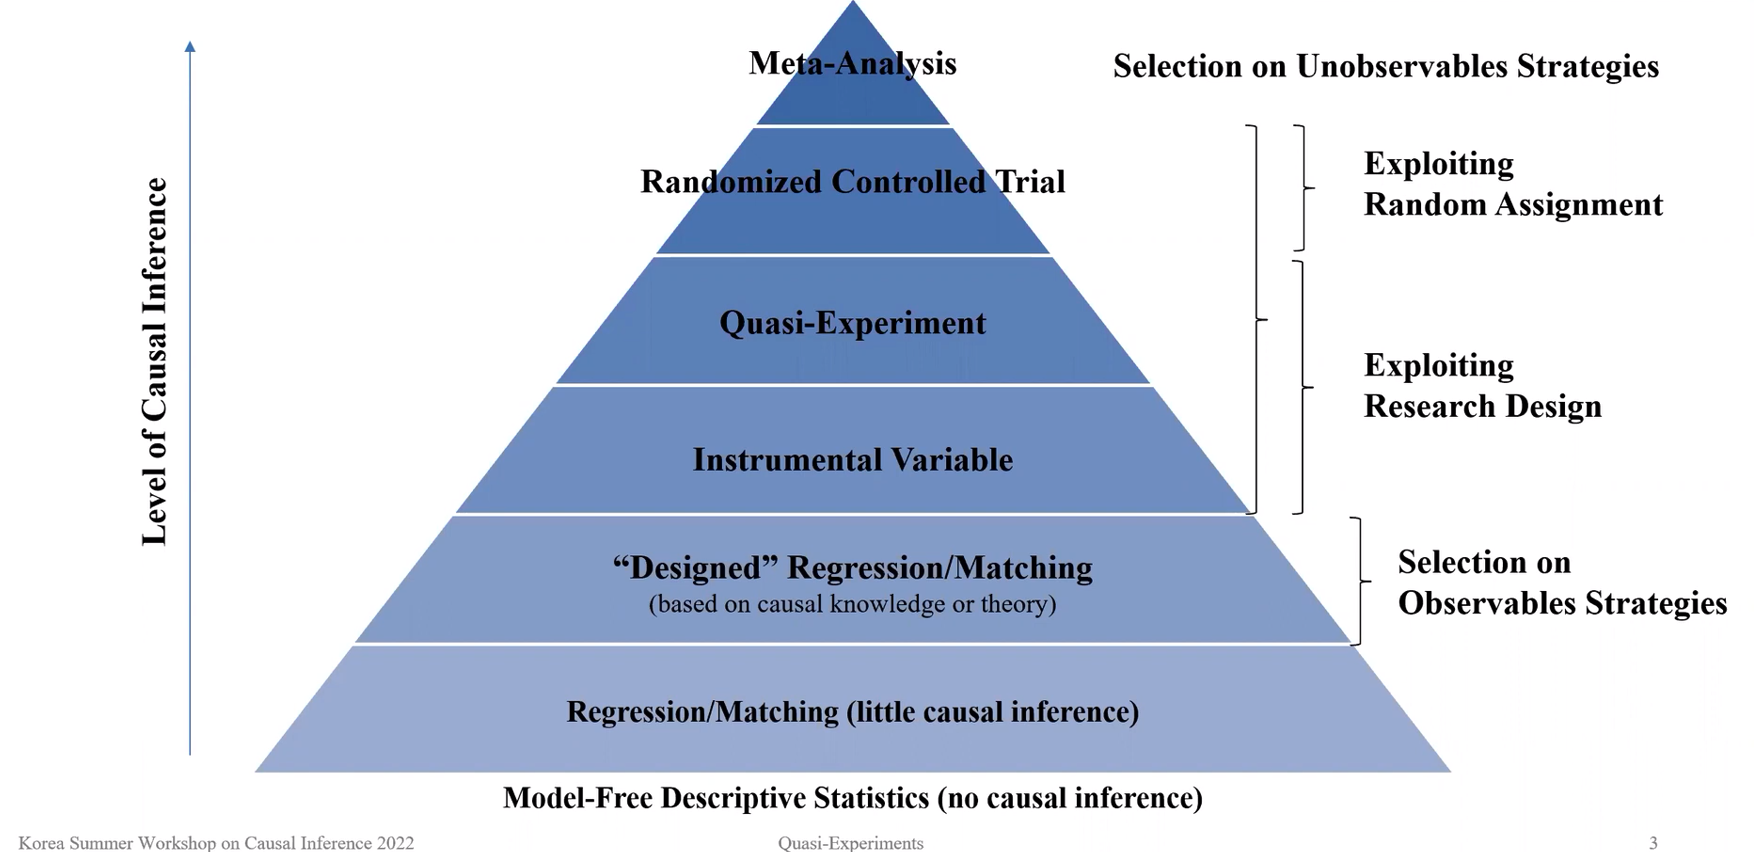 Meta-Analysis
Selection on Unobservables Strategies
Randomized Controlled Trial
Exploiting
Random Assignment
Quasi-Experiment
Exploiting
Research Design
Instrumental Variable
Level of Causal Inference
“Designed” Regression/Matching
(based on causal knowledge or theory)
Selection on
Observables Strategies
Regression/Matching (little causal inference)
Model-Free Descriptive Statistics (no causal inference)
Korea Summer Workshop on Causal Inference 2022
Quasi-Experiments
3